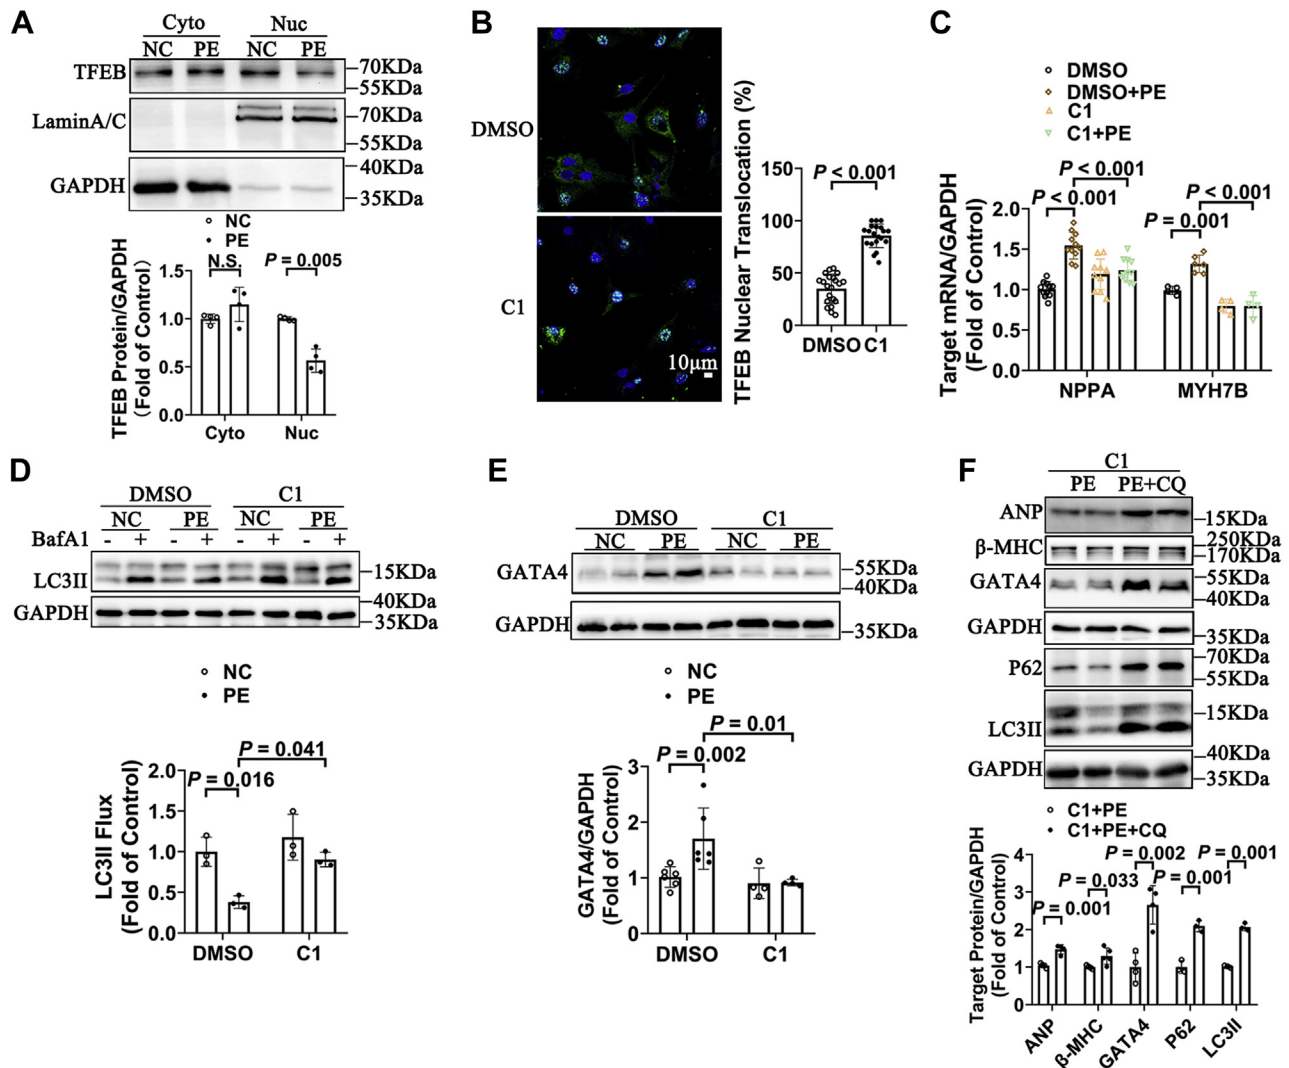 A
Cyto Nuc
NC PE NC PE
TFEB
70KDa
55KDa
LaminA/C
70KDa
55KDa
GAPDH
40KDa
35KDa
NC
PE
TFEB Protein/GAPDH
(Fold of Control)
1.5
1.0
0.5
0.0
N.S.
P = 0.005
Cyto Nuc
B
DMSO
C1
10μm
TFEB Nuclear Translocation (%)
150
100
50
0
P < 0.001
DMSO C1
C
DMSO
DMSO+PE
C1
C1+PE
Target mRNA/GAPDH
(Fold of Control)
2.0
1.5
1.0
0.5
0.0
P < 0.001
P < 0.001
P < 0.001
P = 0.001
NPPA MYH7B
D
DMSO C1
NC PE NC PE
BafA1 - + - + - + - +
LC3II
15KDa
GAPDH
40KDa
35KDa
NC
PE
LC3II Flux
(Fold of Control)
2.0
1.5
1.0
0.5
0.0
P = 0.041
P = 0.016
DMSO C1
E
DMSO C1
NC PE NC PE
GATA4
55KDa
40KDa
GAPDH
35KDa
NC
PE
GATA4/GAPDH
(Fold of Control)
3
2
1
0
P = 0.01
P = 0.002
DMSO C1
F
C1
PE PE+CQ
ANP
15KDa
β-MHC
250KDa
170KDa
GATA4
55KDa
40KDa
GAPDH
35KDa
P62
70KDa
55KDa
LC3II
15KDa
GAPDH
40KDa
35KDa
C1+PE
C1+PE+CQ
Target Protein/GAPDH
(Fold of Control)
4
3
2
1
0
P = 0.002 P = 0.001
P = 0.033 P = 0.001
P = 0.001
ANP β-MHC GATA4 P62 LC3II